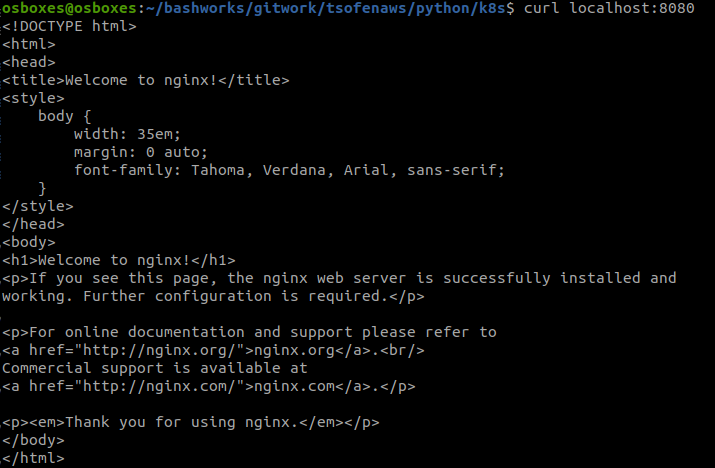 osboxes@osboxes:~/bashworks/gitwork/tsofenaws/python/k8s$ curl localhost:8080
<!DOCTYPE html>
<html>
<head>
<title>Welcome to nginx!</title>
<style>
    body {
        width: 35em;
        margin: 0 auto;
        font-family: Tahoma, Verdana, Arial, sans-serif;
    }
</style>
</head>
<body>
<h1>Welcome to nginx!</h1>
<p>If you see this page, the nginx web server is successfully installed and
working. Further configuration is required.</p>

<p>For online documentation and support please refer to
<a href="http://nginx.org/">nginx.org</a>.<br/>
Commercial support is available at
<a href="http://nginx.com/">nginx.com</a>.</p>

<p><em>Thank you for using nginx.</em></p>
</body>
</html>